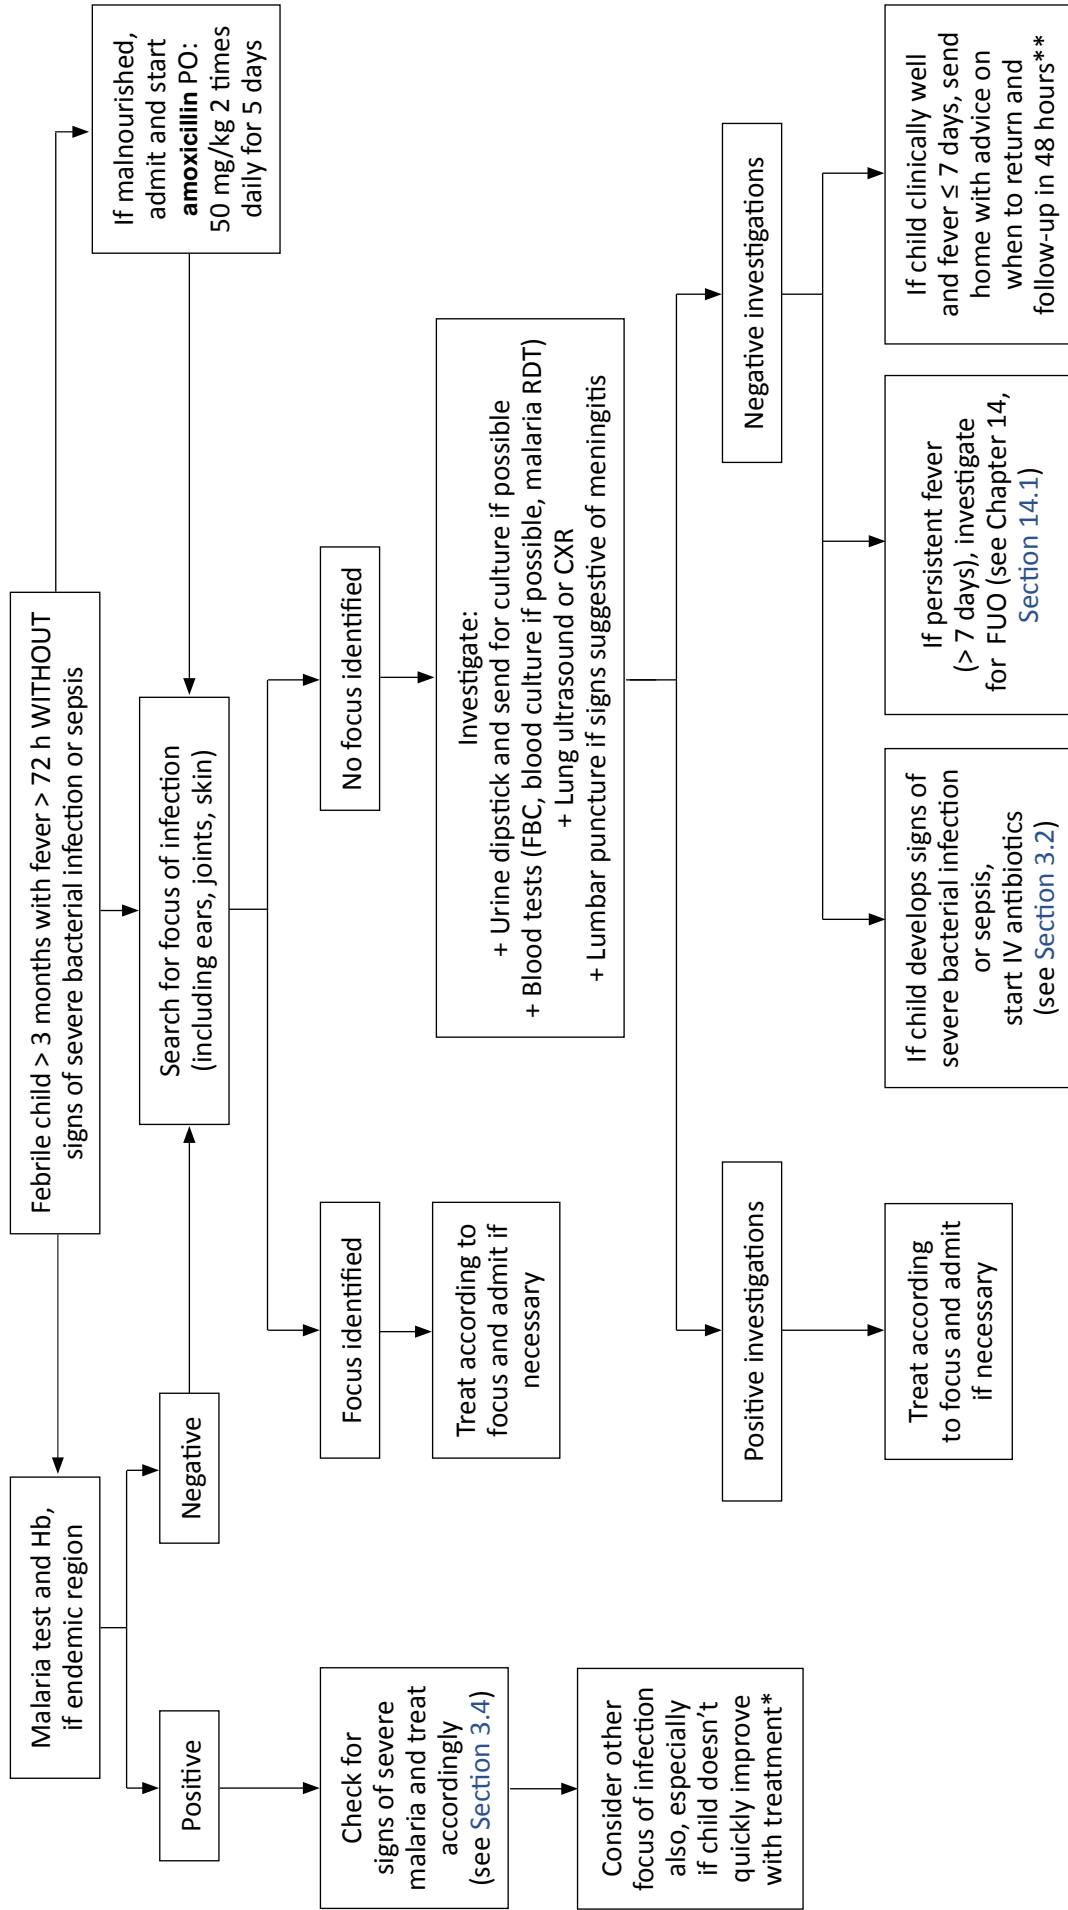 Febrile child > 3 months with fever > 72 h WITHOUT
signs of severe bacterial infection or sepsis
Malaria test and Hb,
if endemic region
If malnourished,
admit and start
amoxicillin PO:
50 mg/kg 2 times
daily for 5 days
Positive
Negative
Search for focus of infection
(including ears, joints, skin)
Check for
signs of severe
malaria and treat
accordingly
(see Section 3.4)
Focus identified
No focus identified
Treat according to
focus and admit if
necessary
Investigate:
+ Urine dipstick and send for culture if possible
+ Blood tests (FBC, blood culture if possible, malaria RDT)
+ Lung ultrasound or CXR
+ Lumbar puncture if signs suggestive of meningitis
Consider other
focus of infection
also, especially
if child doesn't
quickly improve
with treatment*
Positive investigations
Negative investigations
Treat according
to focus and admit
if necessary
If child develops signs of
severe bacterial infection
or sepsis,
start IV antibiotics
(see Section 3.2)
If persistent fever
(> 7 days), investigate
for FUO (see Chapter 14,
Section 14.1)
If child clinically well
and fever ≤ 7 days, send
home with advice on
when to return and
follow-up in 48 hours**